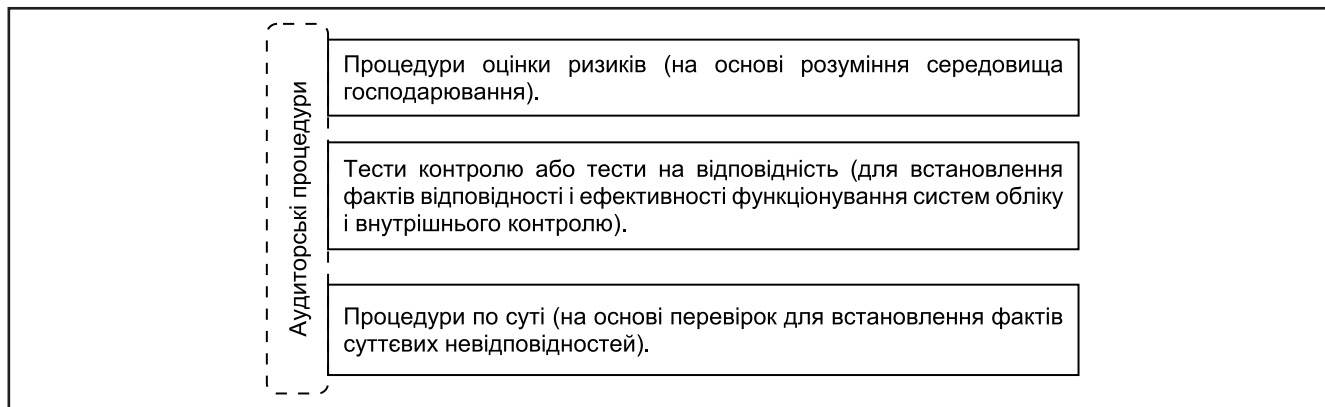 Аудиторські процедури
Процедури оцінки ризиків (на основі розуміння середовища
господарювання).
Тести контролю або тести на відповідність (для встановлення
фактів відповідності і ефективності функціонування систем обліку
і внутрішнього контролю).
Процедури по суті (на основі перевірок для встановлення фактів
суттєвих невідповідностей).